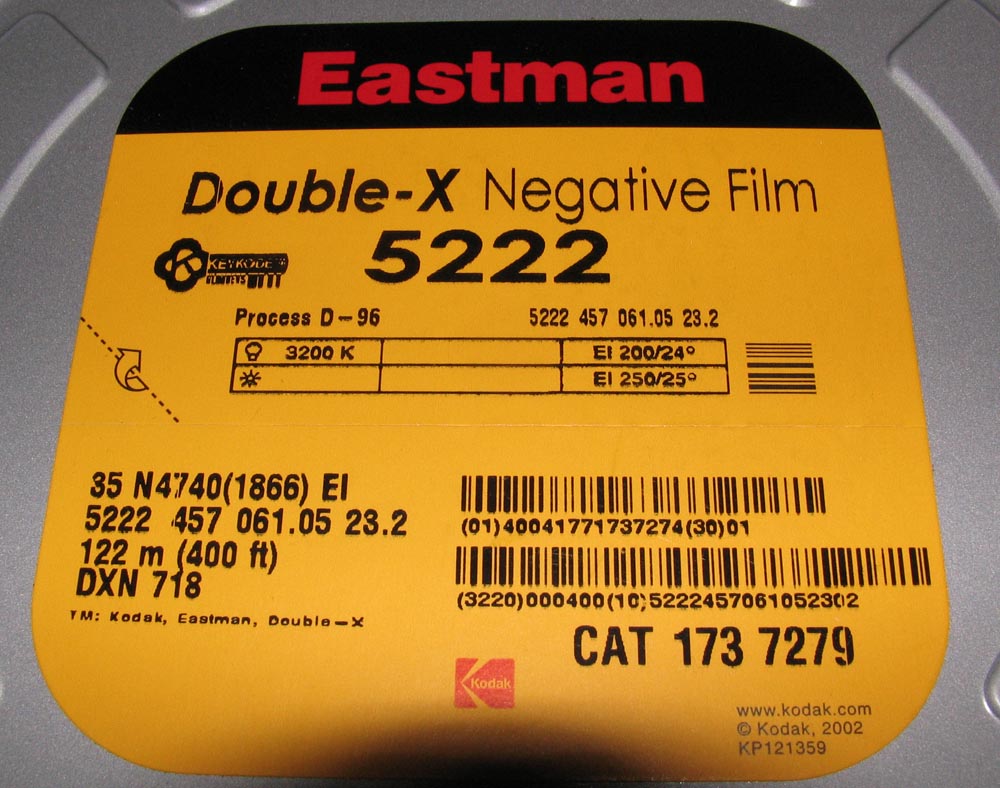 Eastman
Double-X Negative Film
KEYKODE
NUMBERS
5222
Process D-96 5222 457 061.05 23.2
3200 K EI 200/24°
EI 250/25°
35 N4740(1866) EI
5222 457 061.05 23.2
122 m (400 ft)
DXN 718
TM: Kodak, Eastman, Double-X
(01)40041771737274(30)01
(3220)000400(10)5222457061052302
CAT 173 7279
Kodak
www.kodak.com
© Kodak, 2002
KP121359